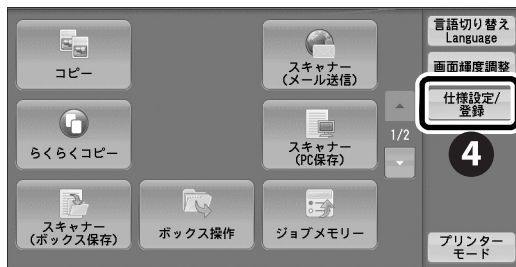 コピー
スキャナー
(メール送信)
らくらくコピー
スキャナー
(PC保存)
スキャナー
(ボックス保存)
ボックス操作
ジョブメモリー
1/2
言語切り替え
Language
画面輝度調整
仕様設定/
登録
4
プリンター
モード